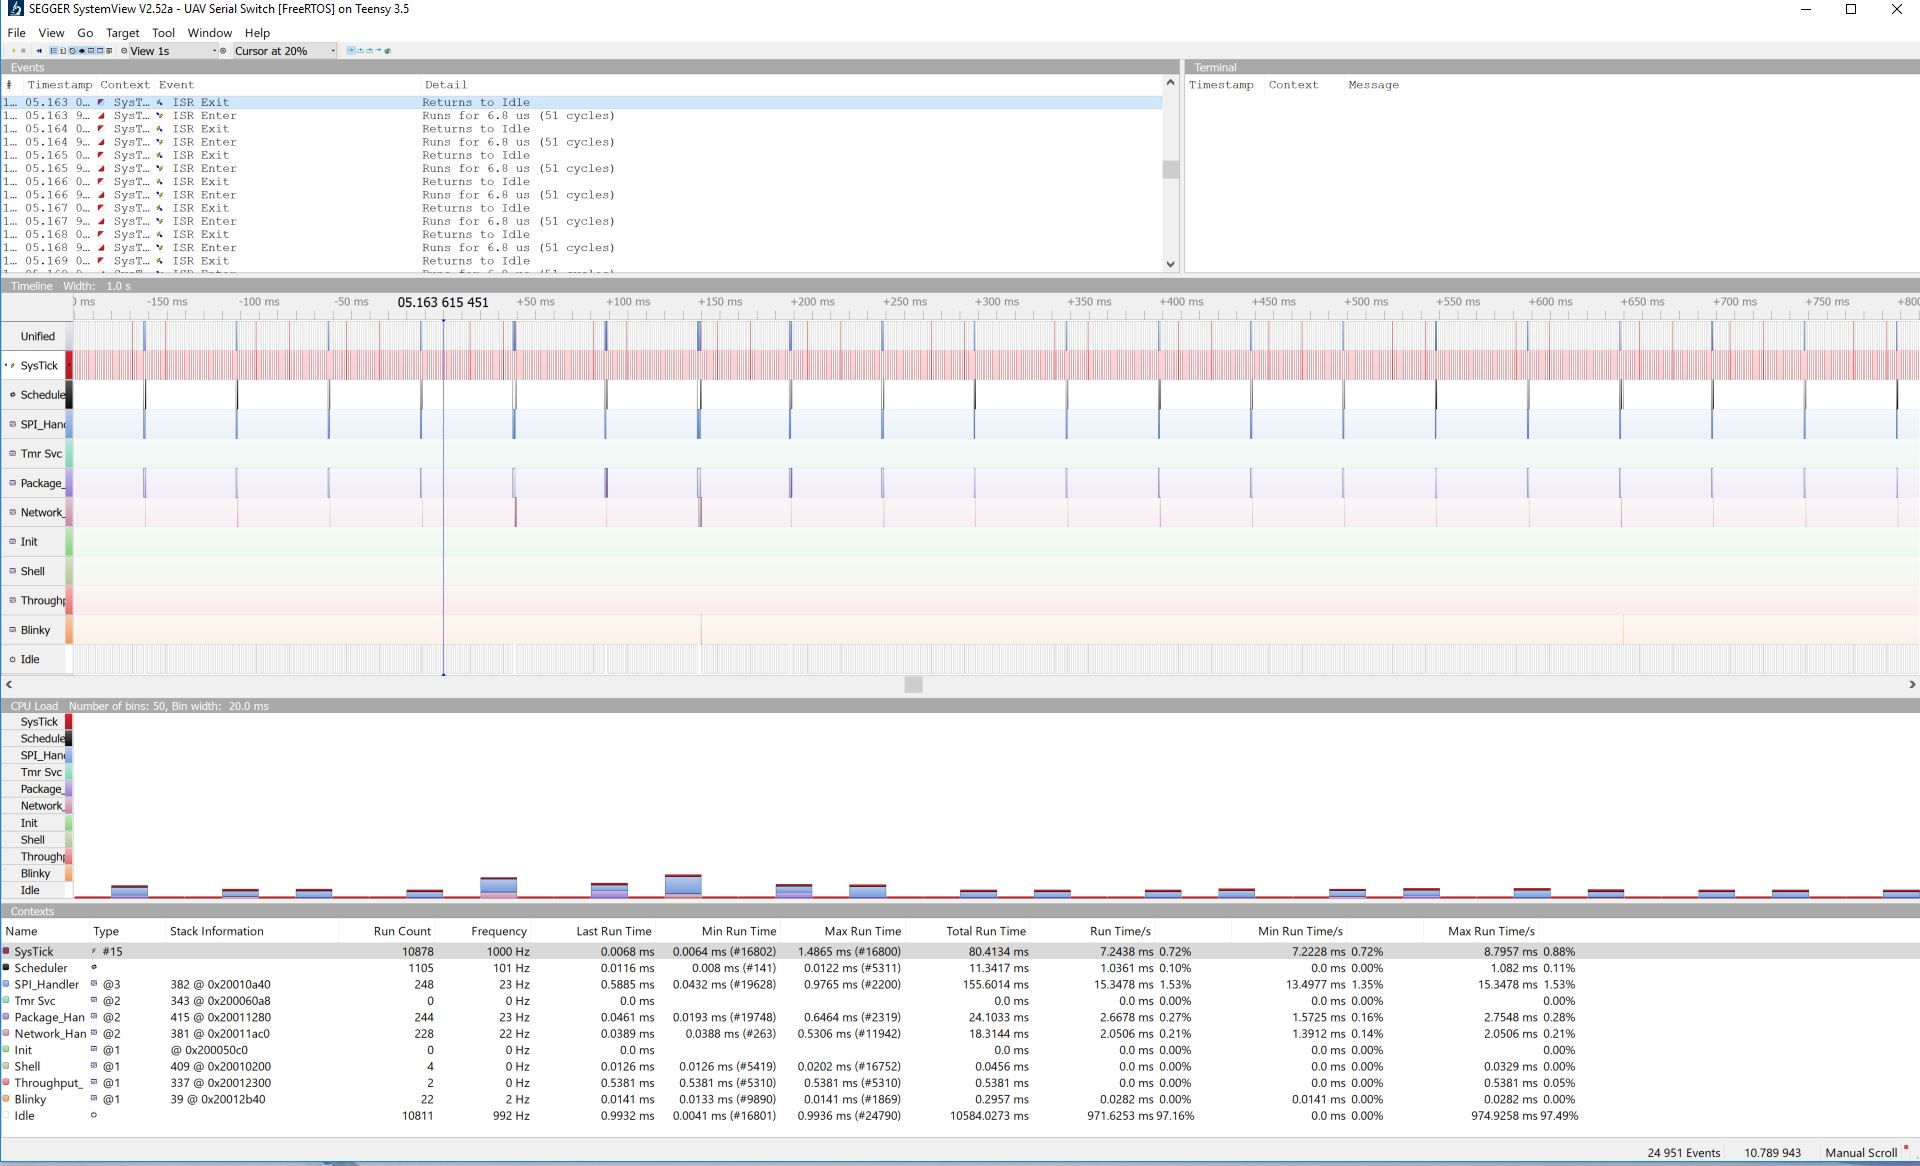 SEGGER SystemView V2.52a - UAV Serial Switch [FreeRTOS] on Teensy 3.5
File View Go Target Tool Window Help
View 1s Cursor at 20%
Events
# Timestamp Context Event Detail
1... 05.163 0... SysT... ISR Exit Returns to Idle
1... 05.163 9... SysT... ISR Enter Runs for 6.8 us (51 cycles)
1... 05.164 0... SysT... ISR Exit Returns to Idle
1... 05.164 9... SysT... ISR Enter Runs for 6.8 us (51 cycles)
1... 05.165 0... SysT... ISR Exit Returns to Idle
1... 05.165 9... SysT... ISR Enter Runs for 6.8 us (51 cycles)
1... 05.166 0... SysT... ISR Exit Returns to Idle
1... 05.166 9... SysT... ISR Enter Runs for 6.8 us (51 cycles)
1... 05.167 0... SysT... ISR Exit Returns to Idle
1... 05.167 9... SysT... ISR Enter Runs for 6.8 us (51 cycles)
1... 05.168 0... SysT... ISR Exit Returns to Idle
1... 05.168 9... SysT... ISR Enter Runs for 6.8 us (51 cycles)
1... 05.169 0... SysT... ISR Exit Returns to Idle
Terminal
Timestamp Context Message
Timeline Width: 1.0 s
0 ms -150 ms -100 ms -50 ms 05.163 615 451 +50 ms +100 ms +150 ms +200 ms +250 ms +300 ms +350 ms +400 ms +450 ms +500 ms +550 ms +600 ms +650 ms +700 ms +750 ms +800
Unified
SysTick
Schedule
SPI_Hand
Tmr Svc
Package_
Network_
Init
Shell
Throughp
Blinky
Idle
CPU Load Number of bins: 50, Bin width: 20.0 ms
SysTick
Schedule
SPI_Hand
Tmr Svc
Package_
Network_
Init
Shell
Throughp
Blinky
Idle
Contexts
Name Type Stack Information Run Count Frequency Last Run Time Min Run Time Max Run Time Total Run Time Run Time/s Min Run Time/s Max Run Time/s
SysTick #15 10878 1000 Hz 0.0068 ms 0.0064 ms (#16802) 1.4865 ms (#16800) 80.4134 ms 7.2438 ms 0.72% 7.2228 ms 0.72% 8.7957 ms 0.88%
Scheduler 1105 101 Hz 0.0116 ms 0.008 ms (#141) 0.0122 ms (#5311) 11.3417 ms 1.0361 ms 0.10% 0.0 ms 0.00% 1.082 ms 0.11%
SPI_Handler @3 382 @ 0x20010a40 248 23 Hz 0.5885 ms 0.0432 ms (#19628) 0.9765 ms (#2200) 155.6014 ms 15.3478 ms 1.53% 13.4977 ms 1.35% 15.3478 ms 1.53%
Tmr Svc @2 343 @ 0x200060a8 0 0 Hz 0.0 ms 0.0 ms 0.0 ms 0.00% 0.0 ms 0.00% 0.00%
Package_Han @2 415 @ 0x20011280 244 23 Hz 0.0461 ms 0.0193 ms (#19748) 0.6464 ms (#2319) 24.1033 ms 2.6678 ms 0.27% 1.5725 ms 0.16% 2.7548 ms 0.28%
Network_Han @2 381 @ 0x20011ac0 228 22 Hz 0.0389 ms 0.0388 ms (#263) 0.5306 ms (#11942) 18.3144 ms 2.0506 ms 0.21% 1.3912 ms 0.14% 2.0506 ms 0.21%
Init @1 @ 0x200050c0 0 0 Hz 0.0 ms 0.0 ms 0.0 ms 0.00% 0.0 ms 0.00% 0.00%
Shell @1 409 @ 0x20010200 4 0 Hz 0.0126 ms 0.0126 ms (#5419) 0.0202 ms (#16752) 0.0456 ms 0.0 ms 0.00% 0.0 ms 0.00% 0.0329 ms 0.00%
Throughput_ @1 337 @ 0x20012300 2 0 Hz 0.5381 ms 0.5381 ms (#5310) 0.5381 ms (#5310) 0.5381 ms 0.0 ms 0.00% 0.0 ms 0.00% 0.5381 ms 0.05%
Blinky @1 39 @ 0x20012b40 22 2 Hz 0.0141 ms 0.0133 ms (#9890) 0.0141 ms (#1869) 0.2957 ms 0.0282 ms 0.00% 0.0141 ms 0.00% 0.0282 ms 0.00%
Idle 10811 992 Hz 0.9932 ms 0.0041 ms (#16801) 0.9936 ms (#24790) 10584.0273 ms 971.6253 ms 97.16% 0.0 ms 0.00% 974.9258 ms 97.49%
24 951 Events 10.789 943 Manual Scroll